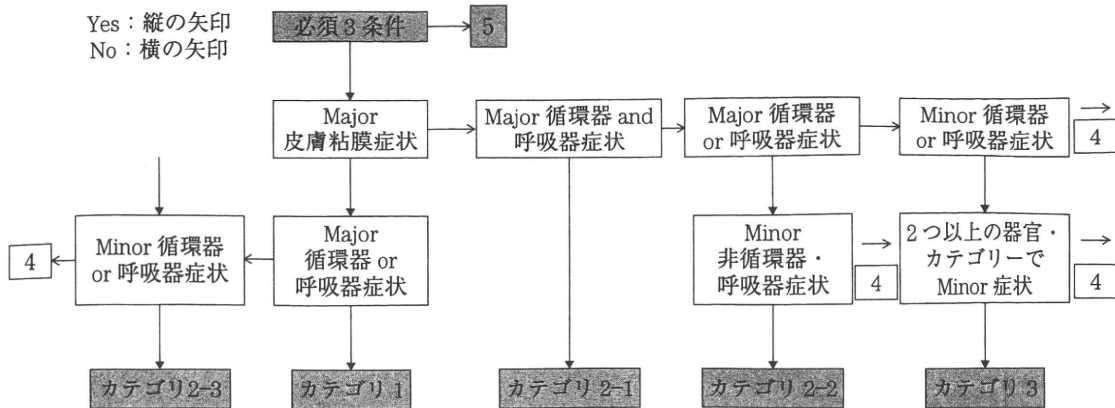 Yes：縦の矢印
No：横の矢印
必須3条件
5
Major
皮膚粘膜症状
Major 循環器 and
呼吸器症状
Major 循環器
or 呼吸器症状
Minor 循環器
or 呼吸器症状
4
4
Minor 循環器
or 呼吸器症状
Major
循環器 or
呼吸器症状
Minor
非循環器・
呼吸器症状
4
2つ以上の器官・
カテゴリーで
Minor 症状
4
カテゴリ2-3
カテゴリ1
カテゴリ2-1
カテゴリ2-2
カテゴリ3